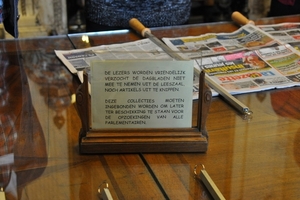 DE LEZERS WORDEN VRIENDELIJK
VERZOCHT DE DAGBLADEN NIET
MEE TE NEMEN UIT DE LEESZAAL,
NOCH ARTIKELS UIT TE KNIPPEN.
DEZE COLLECTIES MOETEN
INGEBONDEN WORDEN OM LATER
TER BESCHIKKING TE STAAN VOOR
DE OPZOEKINGEN VAN ALLE
PARLEMENTAIREN.